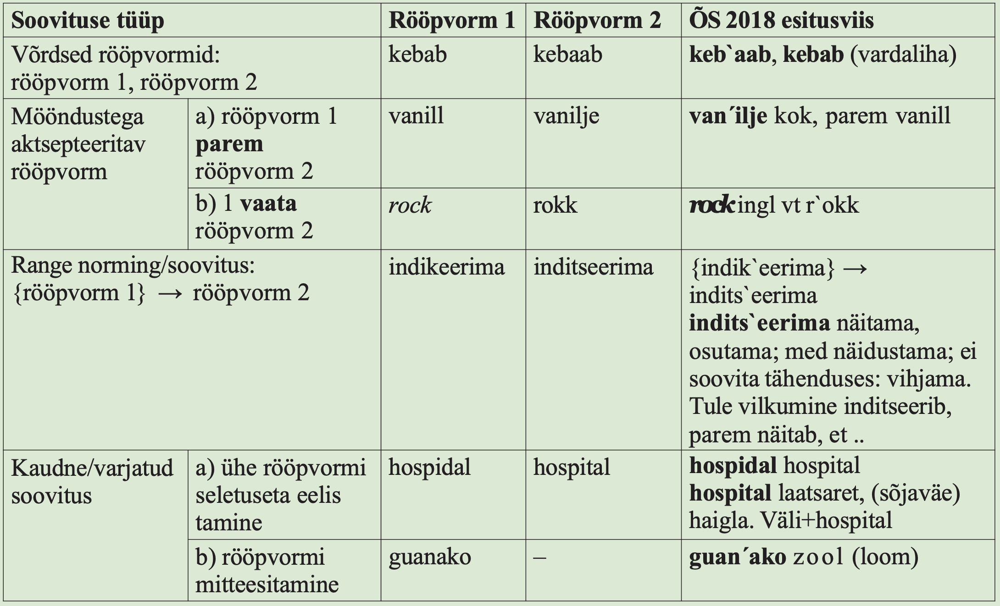 Soovituse tüüp
Rööpvorm 1
Rööpvorm 2
ÕS 2018 esitusviis
Võrdsed rööpvormid:
rööpvorm 1, rööpvorm 2
kebab
kebaab
keb`aab, kebab (vardaliha)
Mööndustega
aktsepteeritav
rööpvorm
a) rööpvorm 1
parem
rööpvorm 2
vanill
vanilje
van´ilje kok, parem vanill
b) 1 vaata
rööpvorm 2
rock
rokk
rock ingl vt r`okk
Range norming/soovitus:
{rööpvorm 1} → rööpvorm 2
indikeerima
inditseerima
{indik`eerima} →
indits`eerima
indits`eerima näitama,
osutama; med näidustama; ei
soovita tähenduses: vihjama.
Tule vilkumine inditseerib,
parem näitab, et ..
Kaudne/varjatud
soovitus
a) ühe rööpvormi
seletuseta eelis
tamine
hospidal
hospital
hospidal hospital
hospital laatsaret, (sõjaväe)
haigla. Väli+hospital
b) rööpvormi
mitteesitamine
guanako
–
guan´ako zool (loom)